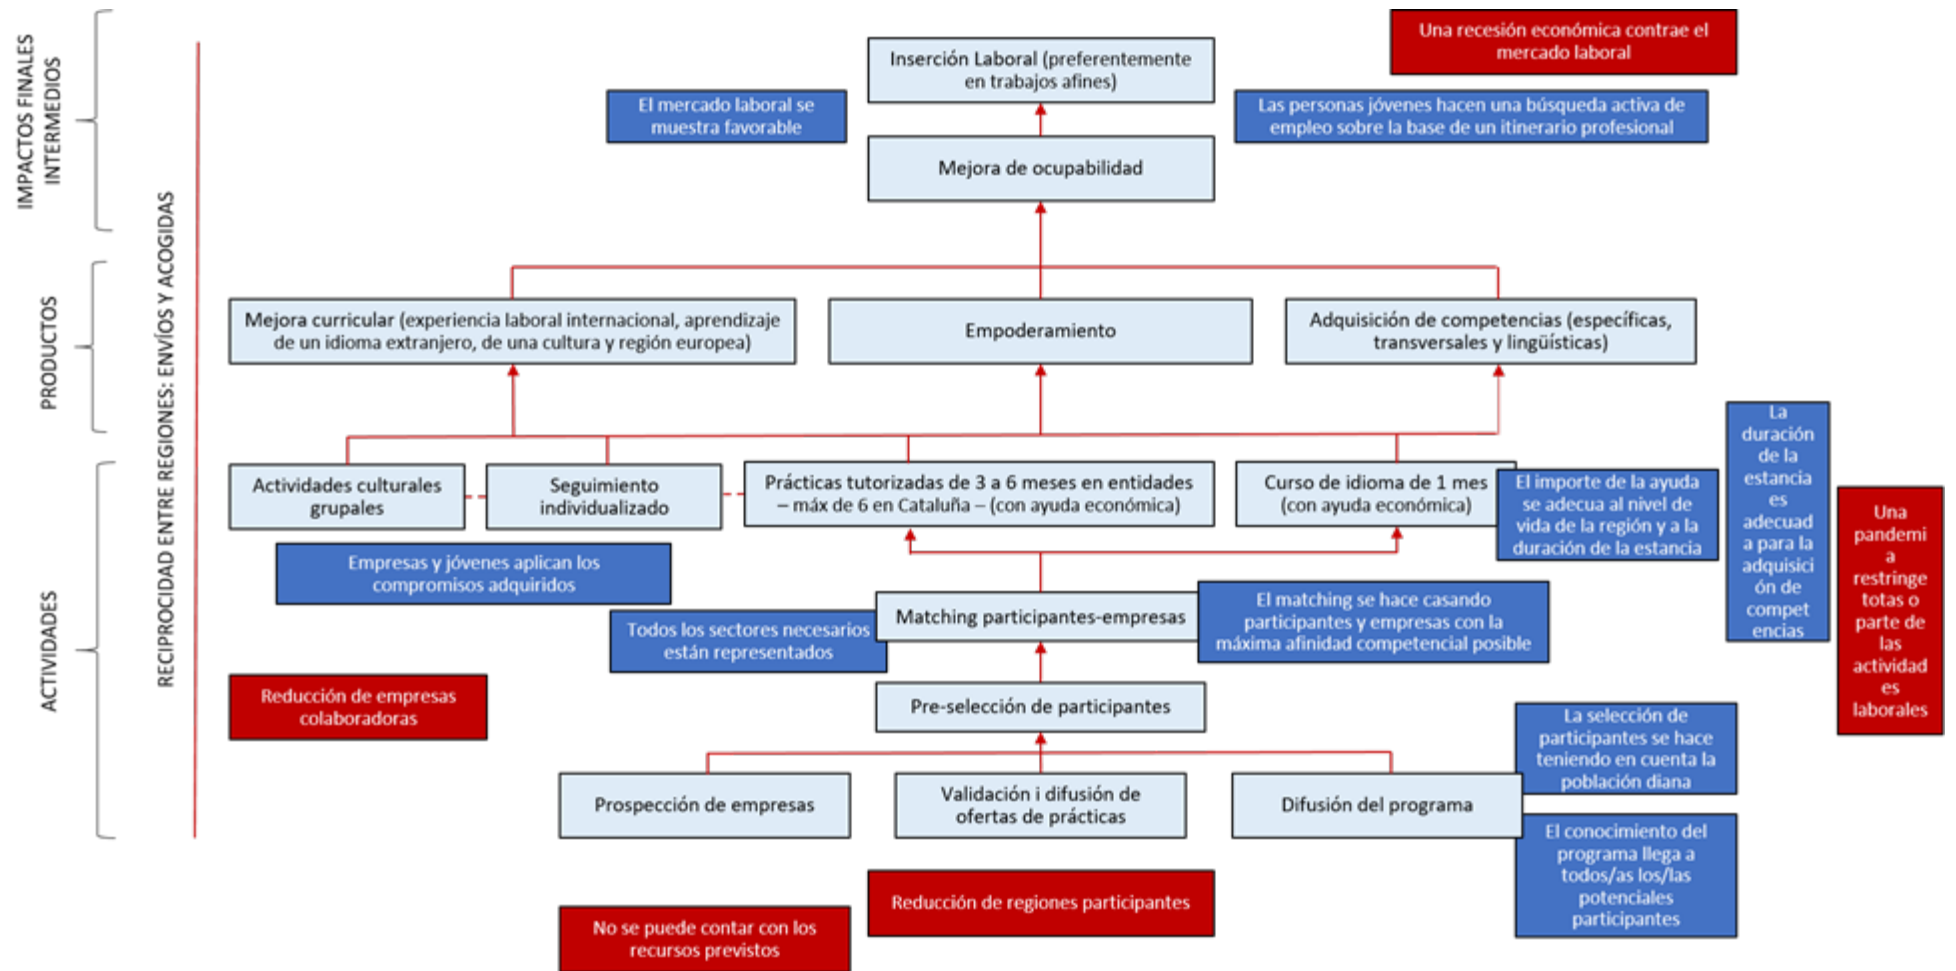 IMPACTOS FINALES
INTERMEDIOS
PRODUCTOS
ACTIVIDADES
RECIPROCIDAD ENTRE REGIONES: ENVÍOS Y ACOGIDAS
Una recesión económica contrae el
mercado laboral
Inserción Laboral (preferentemente
en trabajos afines)
El mercado laboral se
muestra favorable
Las personas jóvenes hacen una búsqueda activa de
empleo sobre la base de un itinerario profesional
Mejora de ocupabilidad
Mejora curricular (experiencia laboral internacional, aprendizaje
de un idioma extranjero, de una cultura y región europea)
Empoderamiento
Adquisición de competencias (específicas,
transversales y lingüísticas)
Actividades culturales
grupales
Seguimiento
individualizado
Prácticas tutorizadas de 3 a 6 meses en entidades
– máx de 6 en Cataluña – (con ayuda económica)
Curso de idioma de 1 mes
(con ayuda económica)
El importe de la ayuda
se adecua al nivel de
vida de la región y a la
duración de la estancia
La
duración
de la
estancia
es
adecuad
a para la
adquisici
ón de
compet
encias
Una
pandemi
a
restringe
totas o
parte de
las
actividad
es
laborales
Empresas y jóvenes aplican los
compromisos adquiridos
Todos los sectores necesarios
están representados
Matching participantes-empresas
El matching se hace casando
participantes y empresas con la
máxima afinidad competencial posible
Reducción de empresas
colaboradoras
Pre-selección de participantes
La selección de
participantes se hace
teniendo en cuenta la
población diana
Prospección de empresas
Validación i difusión de
ofertas de prácticas
Difusión del programa
El conocimiento del
programa llega a
todos/as los/las
potenciales
participantes
Reducción de regiones participantes
No se puede contar con los
recursos previstos